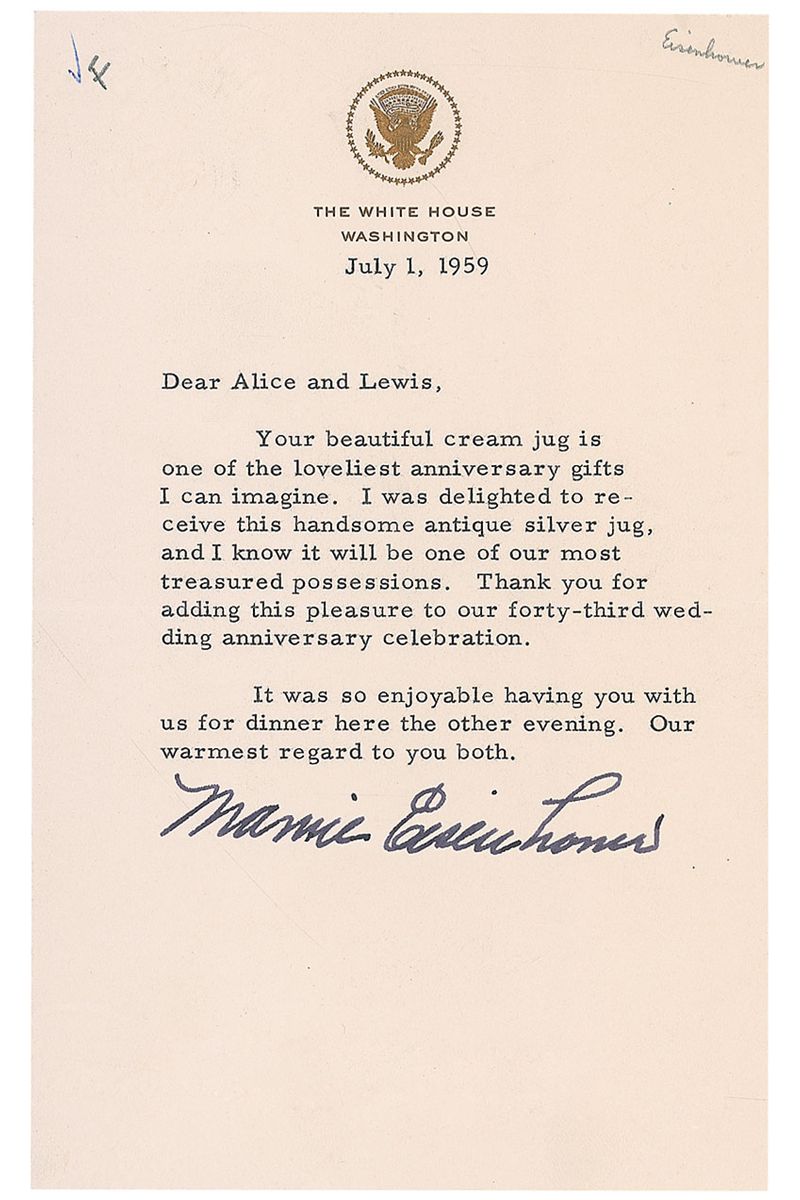 √4
Eisenhower
THE WHITE HOUSE
WASHINGTON
July 1, 1959
Dear Alice and Lewis,
Your beautiful cream jug is
one of the loveliest anniversary gifts
I can imagine. I was delighted to re-
ceive this handsome antique silver jug,
and I know it will be one of our most
treasured possessions. Thank you for
adding this pleasure to our forty-third wed-
ding anniversary celebration.
It was so enjoyable having you with
us for dinner here the other evening. Our
warmest regard to you both.
Mamie Eisenhower